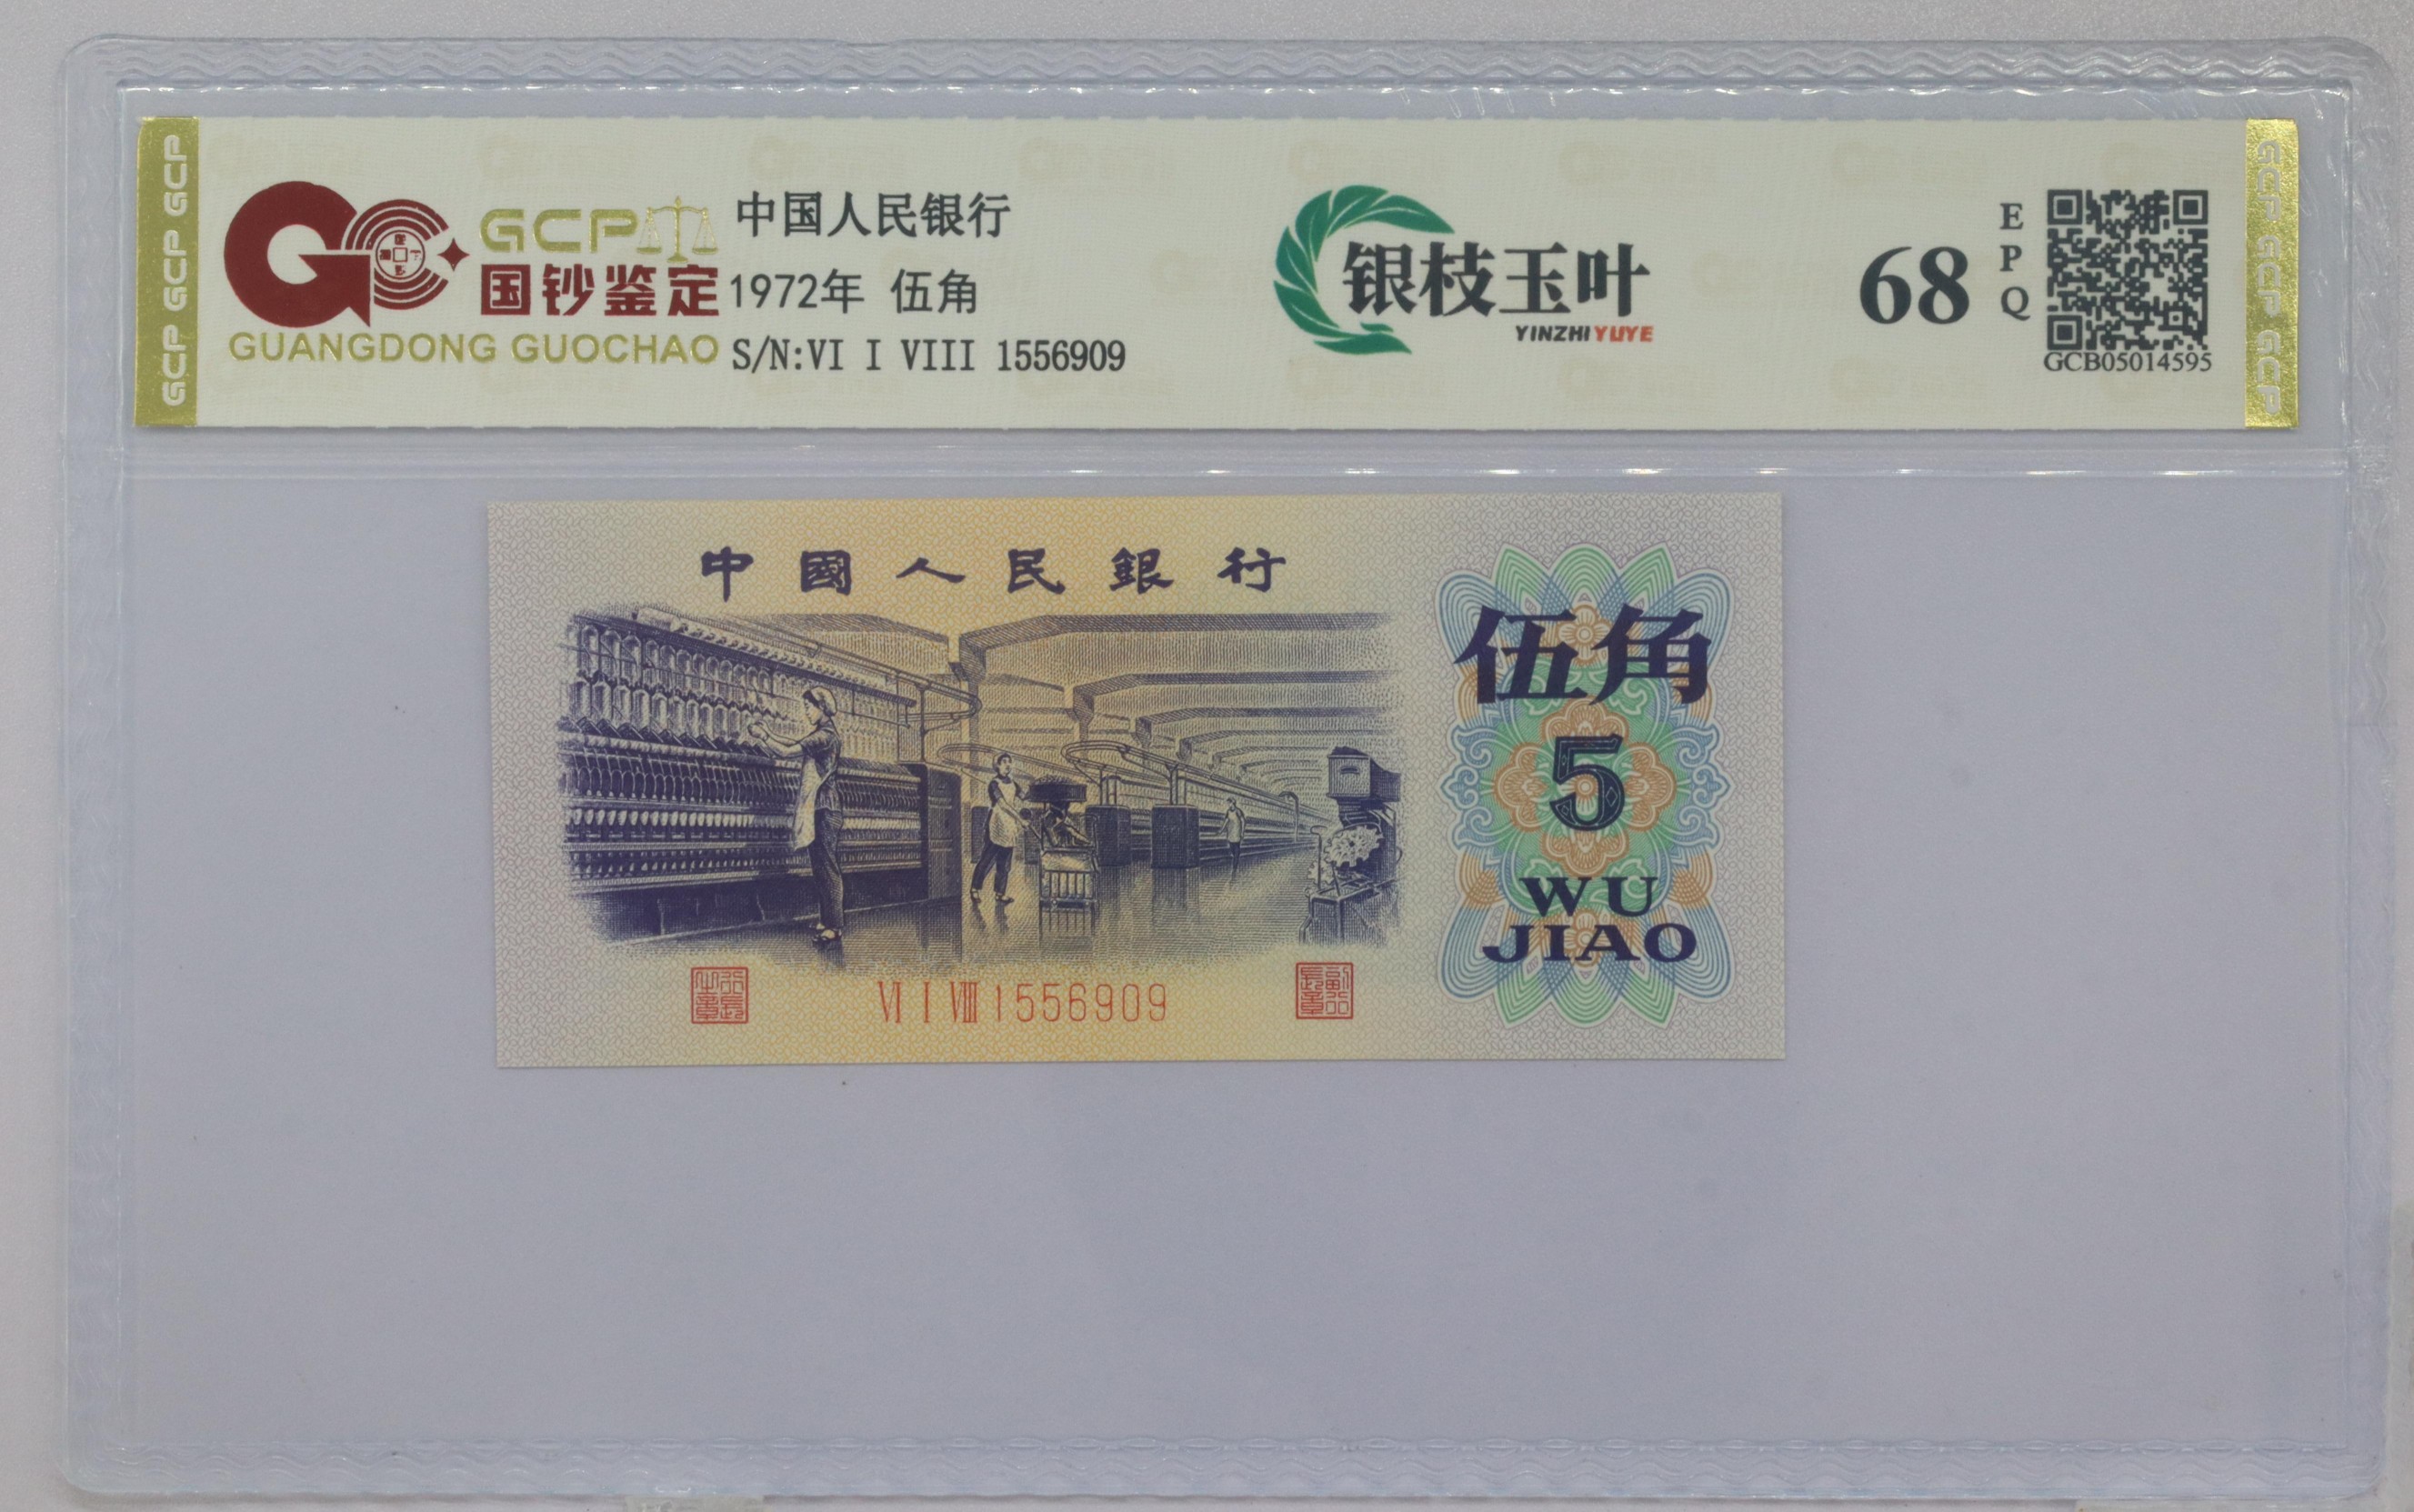 GCP GCP GCP
GCP
国钞鉴定
GUANGDONG GUOCHAO
中国人民银行
1972年 伍角
S/N:VI I VIII 1556909
银枝玉叶
YINZHI YUYE
68
EPQ
GCB05014595
GCP GCP GCP
中國人民銀行
伍角
5
WU
JIAO
VI I VIII 1556909